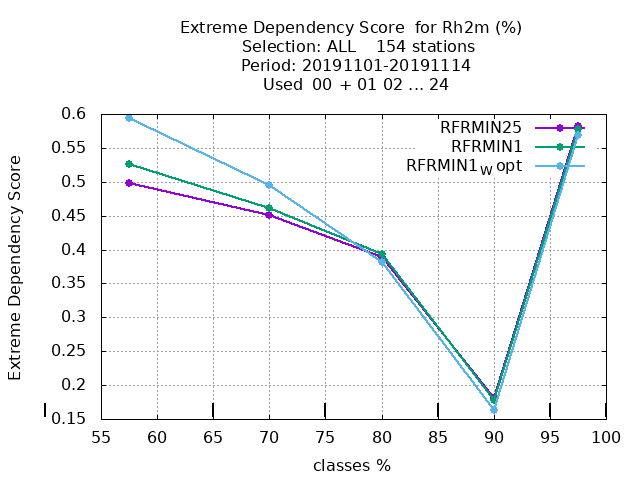 Extreme Dependency Score  for Rh2m (%)
Selection: ALL    154 stations
Period: 20191101-20191114
Used  00 + 01 02 ... 24
0.6
0.55
0.5
0.45
0.4
0.35
0.3
0.25
0.2
0.15
Extreme Dependency Score
RFRMIN25
RFRMIN1
RFRMIN1W opt
55 60 65 70 75 80 85 90 95 100
classes %